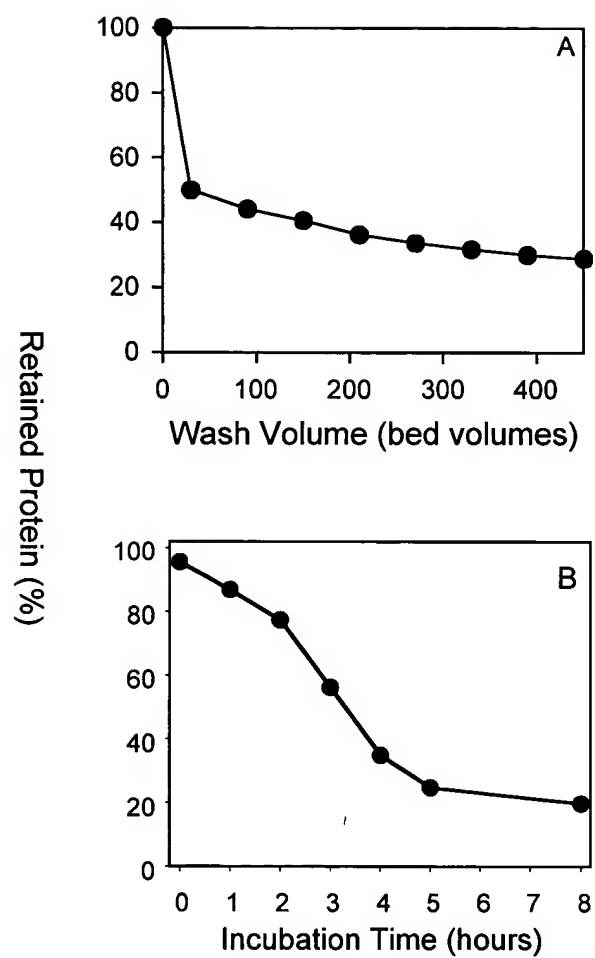 Retained Protein (%)
A
100
80
60
40
20
0
0 100 200 300 400
Wash Volume (bed volumes)
B
100
80
60
40
20
0
0 1 2 3 4 5 6 7 8
Incubation Time (hours)